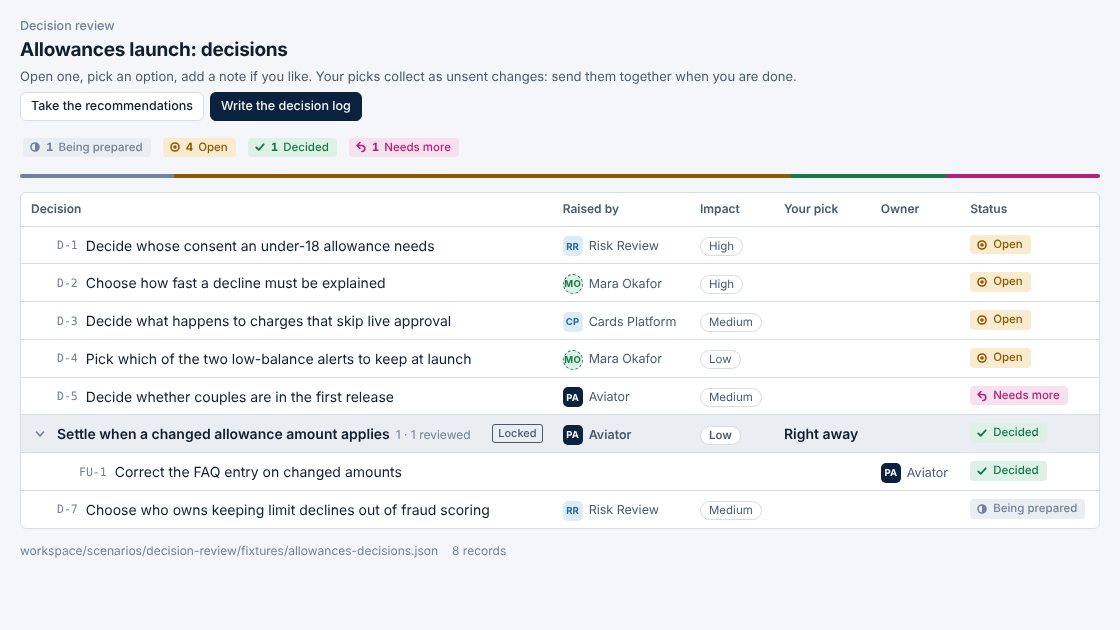 Decision review
Allowances launch: decisions
Open one, pick an option, add a note if you like. Your picks collect as unsent changes: send them together when you are done.
Take the recommendations Write the decision log
1 Being prepared 4 Open 1 Decided 1 Needs more
Decision Raised by Impact Your pick Owner Status
D-1 Decide whose consent an under-18 allowance needs RR Risk Review High Open
D-2 Choose how fast a decline must be explained MO Mara Okafor High Open
D-3 Decide what happens to charges that skip live approval CP Cards Platform Medium Open
D-4 Pick which of the two low-balance alerts to keep at launch MO Mara Okafor Low Open
D-5 Decide whether couples are in the first release PA Aviator Medium Needs more
Settle when a changed allowance amount applies 1 · 1 reviewed Locked PA Aviator Low Right away Decided
FU-1 Correct the FAQ entry on changed amounts PA Aviator Decided
D-7 Choose who owns keeping limit declines out of fraud scoring RR Risk Review Medium Being prepared
workspace/scenarios/decision-review/fixtures/allowances-decisions.json 8 records